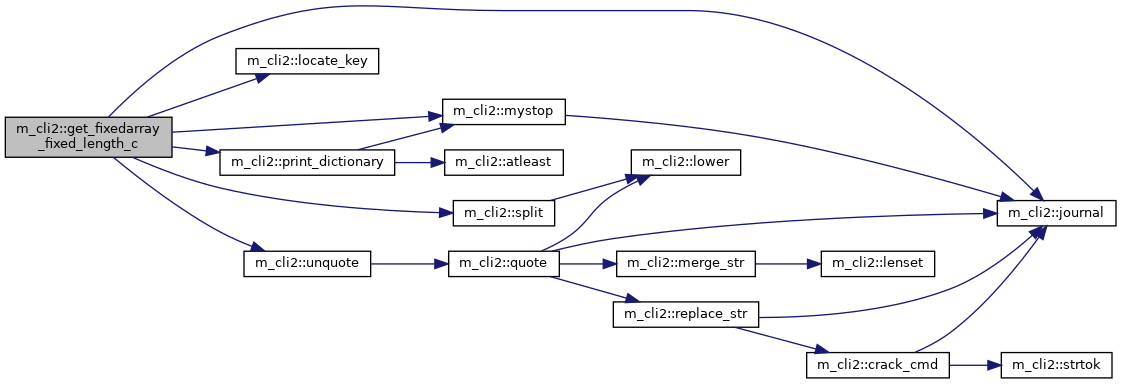 m_cli2::get_fixedarray
_fixed_length_c
m_cli2::locate_key
m_cli2::mystop
m_cli2::print_dictionary
m_cli2::atleast
m_cli2::lower
m_cli2::split
m_cli2::journal
m_cli2::unquote
m_cli2::quote
m_cli2::merge_str
m_cli2::lenset
m_cli2::replace_str
m_cli2::crack_cmd
m_cli2::strtok